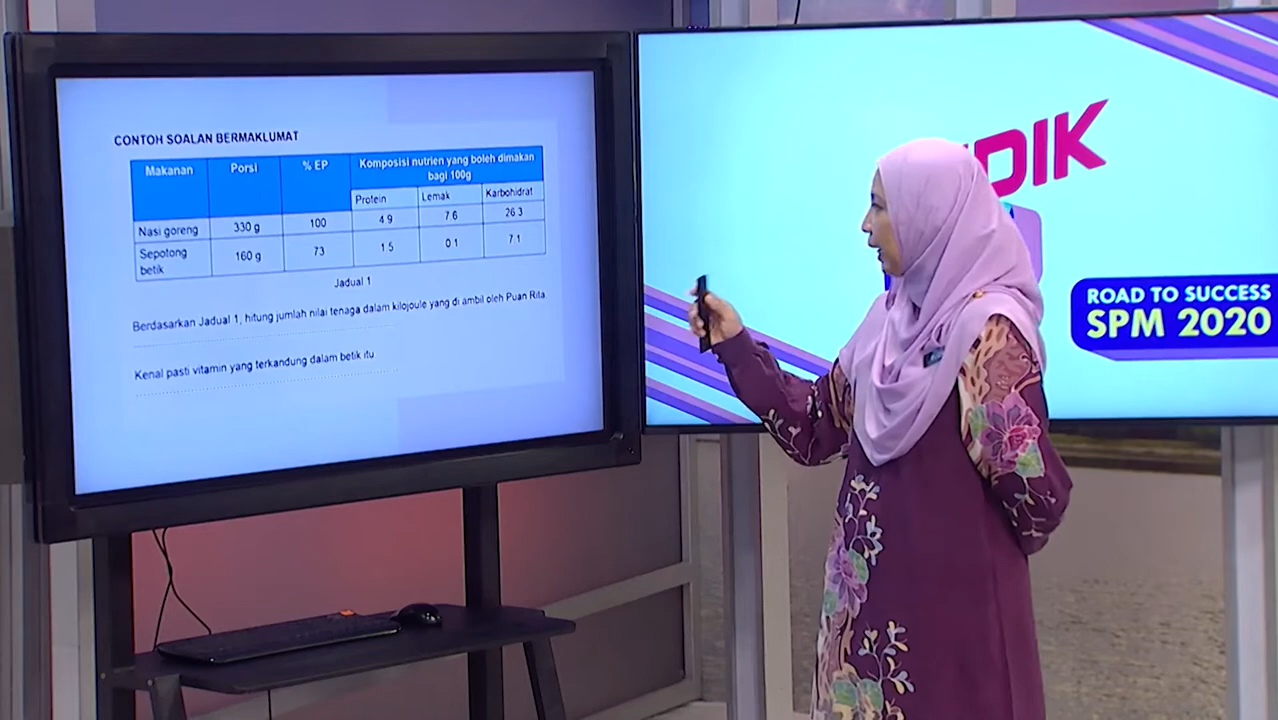 CONTOH SOALAN BERMAKLUMAT
Makanan Porsi % EP Komposisi nutrien yang boleh dimakan
bagi 100g
Protein Lemak Karbohidrat
Nasi goreng 330 g 100 4.9 7.6 26.3
Sepotong
betik 160 g 73 1.5 0.1 7.1
Jadual 1
Berdasarkan Jadual 1, hitung jumlah nilai tenaga dalam kilojoule yang di ambil oleh Puan Rita
Kenal pasti vitamin yang terkandung dalam betik itu
DIK
ROAD TO SUCCESS
SPM 2020